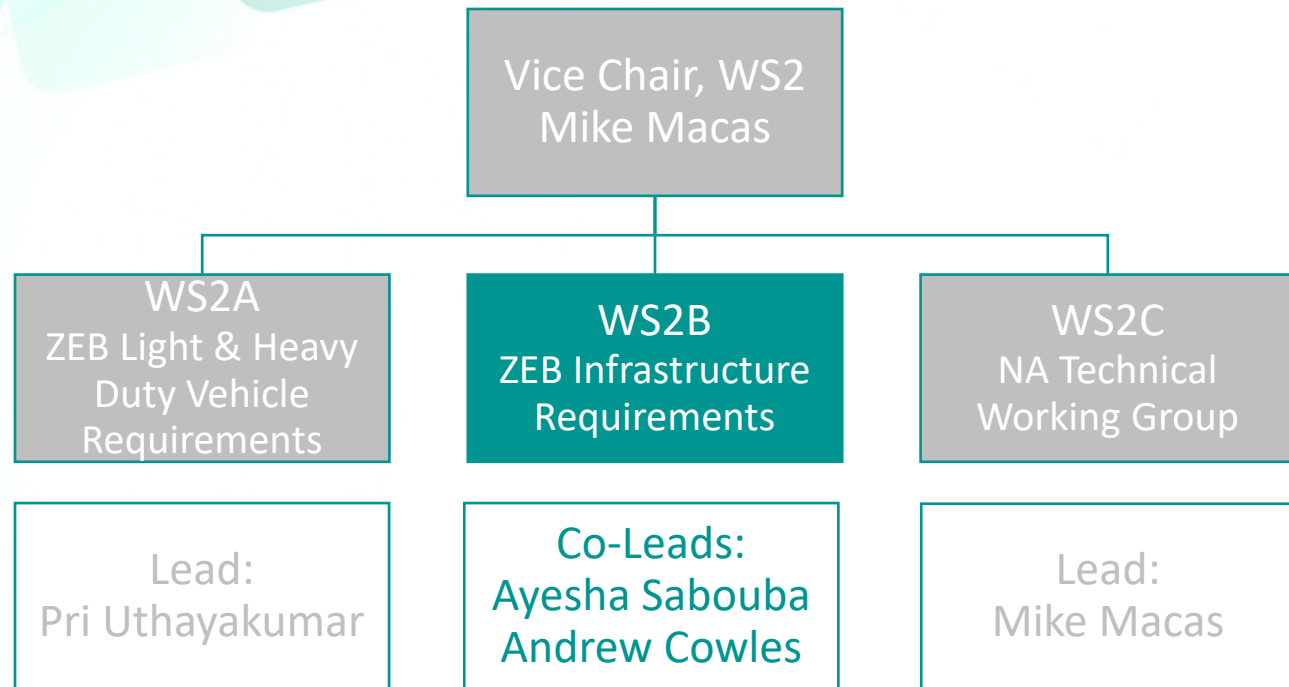 Vice Chair, WS2
Mike Macas
WS2A
ZEB Light & Heavy
Duty Vehicle
Requirements
WS2B
ZEB Infrastructure
Requirements
WS2C
NA Technical
Working Group
Lead:
Pri Uthayakumar
Co-Leads:
Ayesha Sabouba
Andrew Cowles
Lead:
Mike Macas